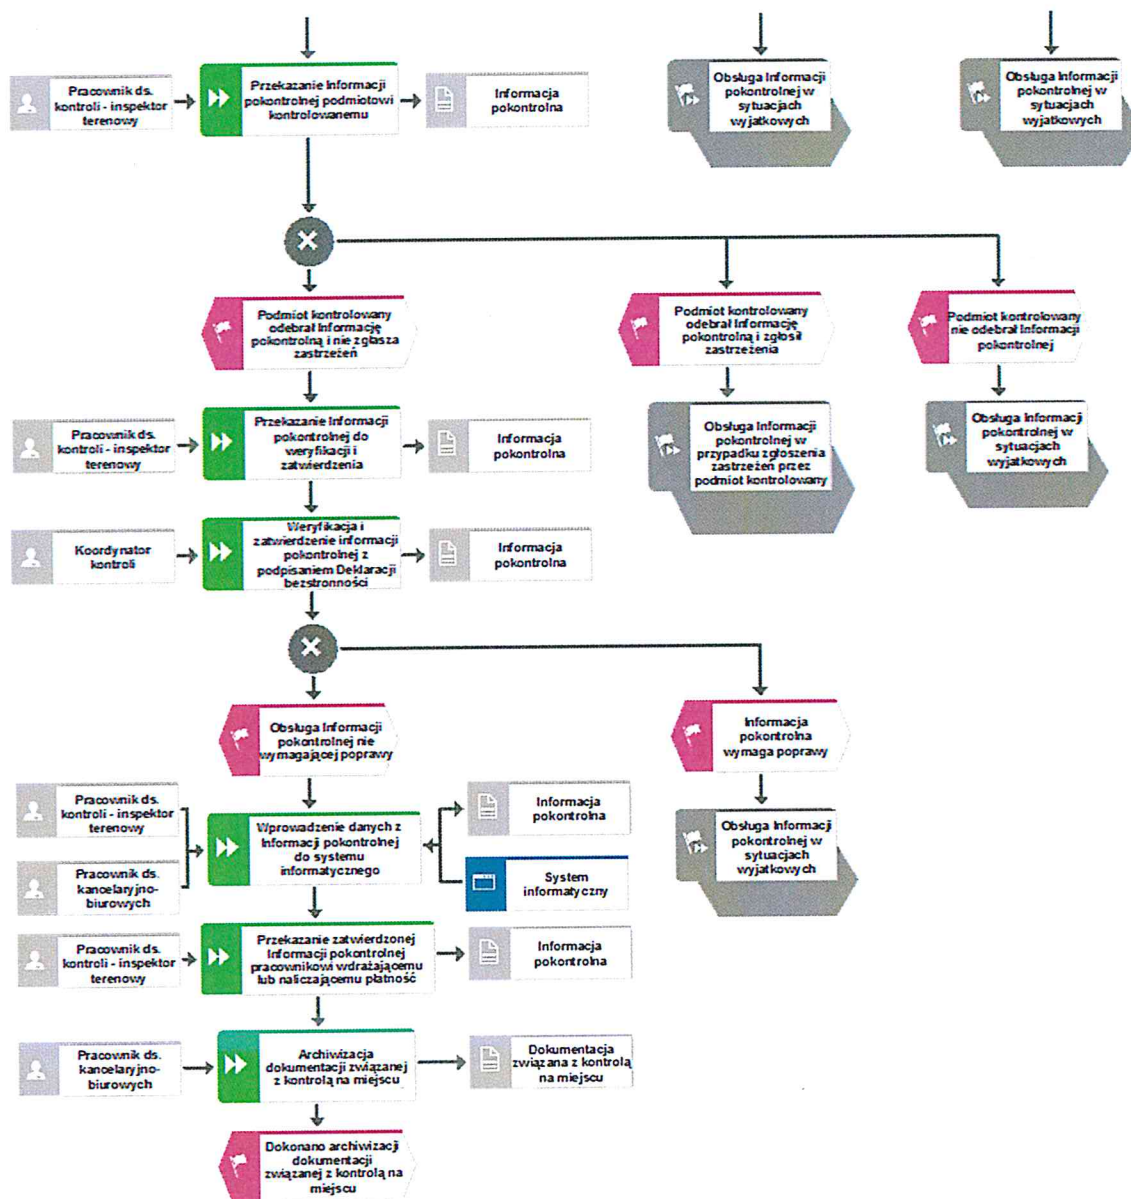 Pracownik ds.
kontroli - inspektor
terenowy
Przekazanie Informacji
pokontrolnej podmiotowi
kontrolowanemu
Informacja
pokontrolna
Obsługa Informacji
pokontrolnej w
sytuacjach
wyjatkowych
Obsługa Informacji
pokontrolnej w
sytuacjach
wyjatkowych
Podmiot kontrolowany
odebrał Informację
pokontrolną i nie zgłasza
zastrzeżeń
Podmiot kontrolowany
odebrał Informację
pokontrolną i zgłosił
zastrzeżenia
Podmiot kontrolowany
nie odebrał Informacji
pokontrolnej
Pracownik ds.
kontroli - inspektor
terenowy
Przekazanie Informacji
pokontrolnej do
weryfikacji i
zatwierdzenia
Informacja
pokontrolna
Obsługa Informacji
pokontrolnej w
przypadku zgłoszenia
zastrzeżeń przez
podmiot kontrolowany
Obsługa Informacji
pokontrolnej w
sytuacjach
wyjatkowych
Koordynator
kontroli
Weryfikacja i
zatwierdzenie informacji
pokontrolnej z
podpisaniem Deklaracji
bezstronności
Informacja
pokontrolna
Obsługa Informacji
pokontrolnej nie
wymagającej poprawy
Informacja
pokontrolna
wymaga poprawy
Pracownik ds.
kontroli - inspektor
terenowy
Pracownik ds.
kancelaryjno-
biurowych
Wprowadzenie danych z
Informacji pokontrolnej
do systemu
informatycznego
Informacja
pokontrolna
System
informatyczny
Obsługa Informacji
pokontrolnej w
sytuacjach
wyjatkowych
Pracownik ds.
kontroli - inspektor
terenowy
Przekazanie zatwierdzonej
Informacji pokontrolnej
pracownikowi wdrażającemu
lub naliczającemu płatność
Informacja
pokontrolna
Pracownik ds.
kancelaryjno-
biurowych
Archiwizacja
dokumentacji związanej
z kontrolą na miejscu
Dokumentacja
związana z kontrolą
na miejscu
Dokonano archiwizacji
dokumentacji
związanej z kontrolą na
miejscu